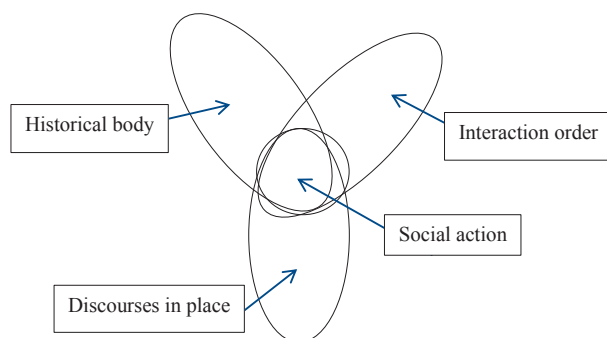 Historical body
Interaction order
Social action
Discourses in place